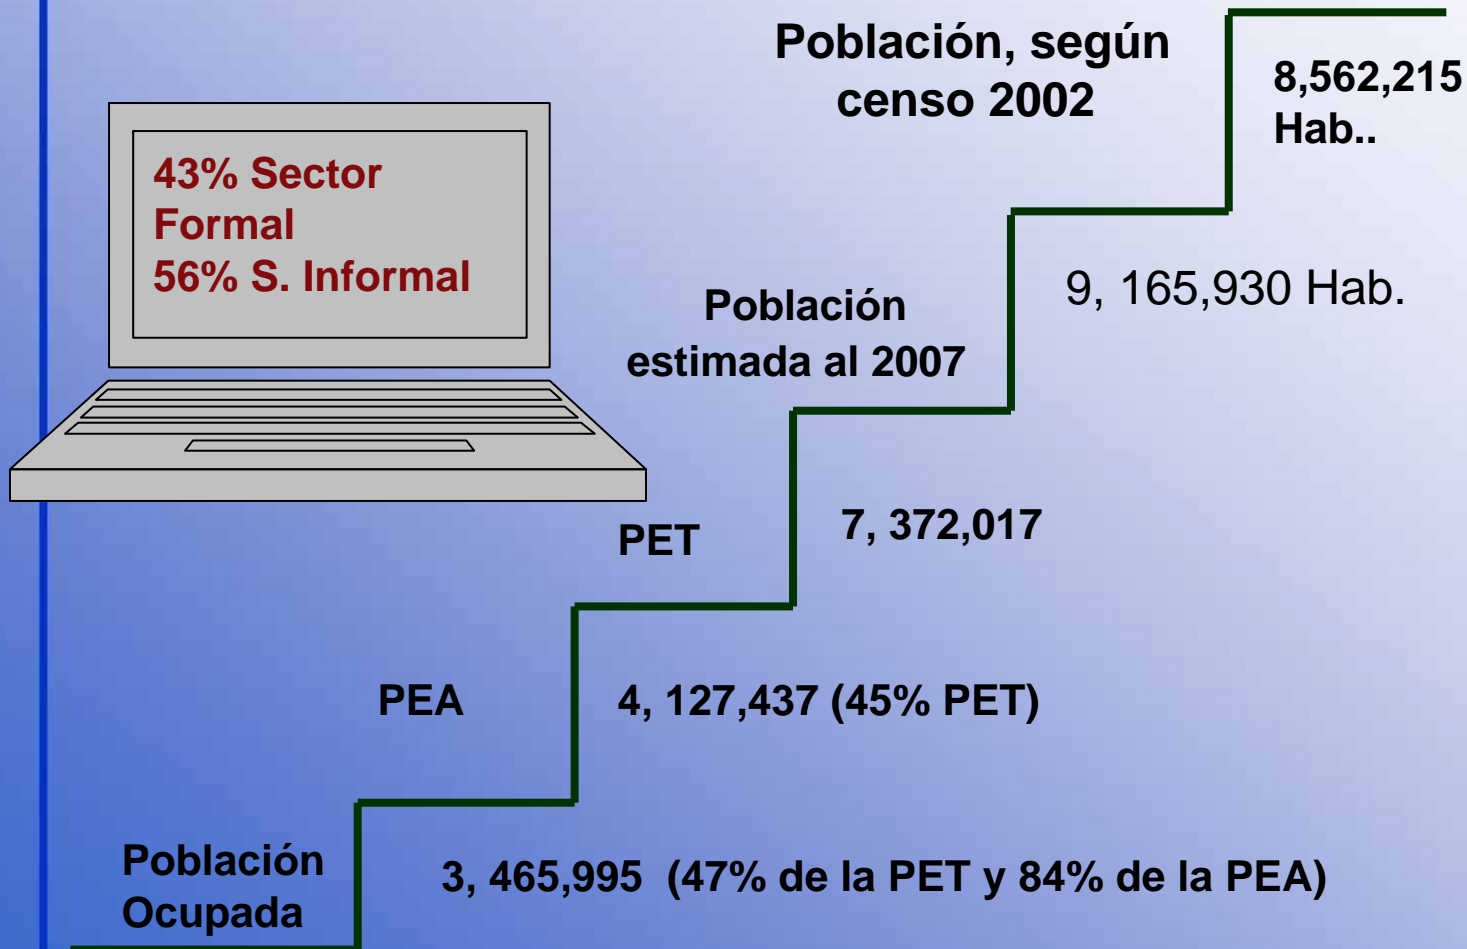 Población, según
censo 2002
8,562,215
Hab..
43% Sector
Formal
56% S. Informal
Población
estimada al 2007
9, 165,930 Hab.
PET
7, 372,017
PEA
4, 127,437 (45% PET)
Población
Ocupada
3, 465,995 (47% de la PET y 84% de la PEA)